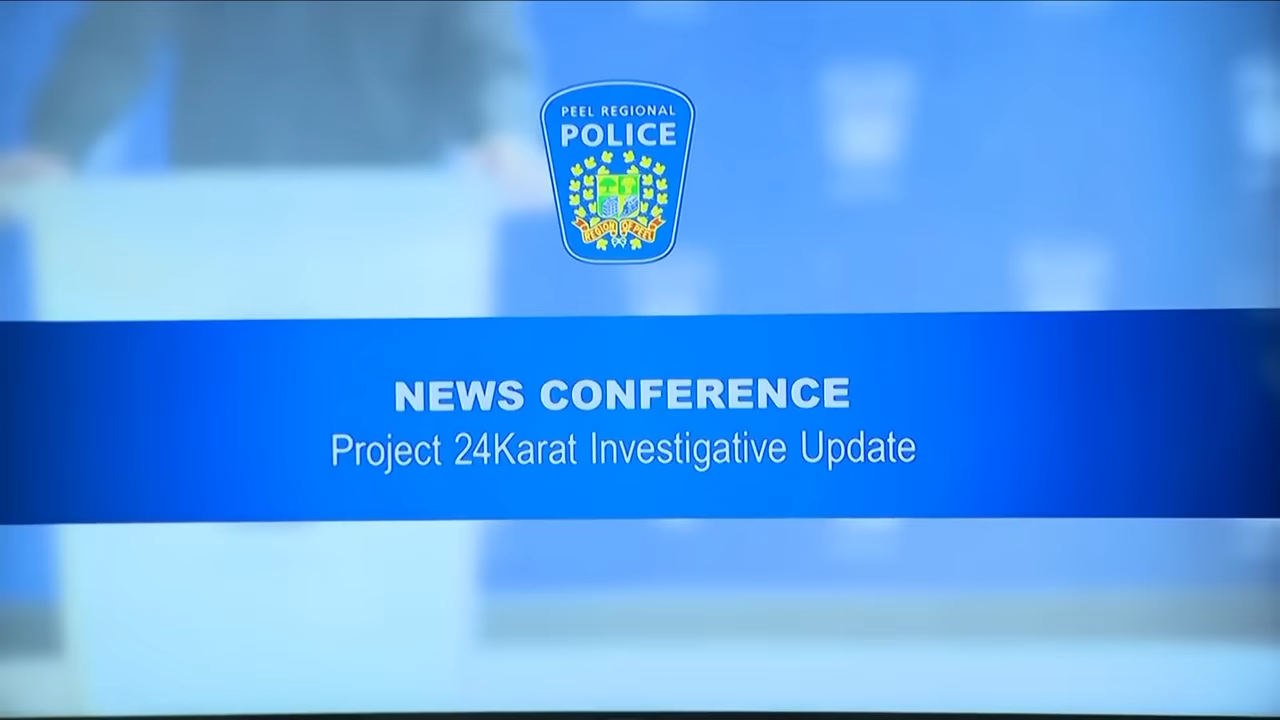 PEEL REGIONAL
POLICE
REGION OF PEEL
NEWS CONFERENCE
Project 24Karat Investigative Update